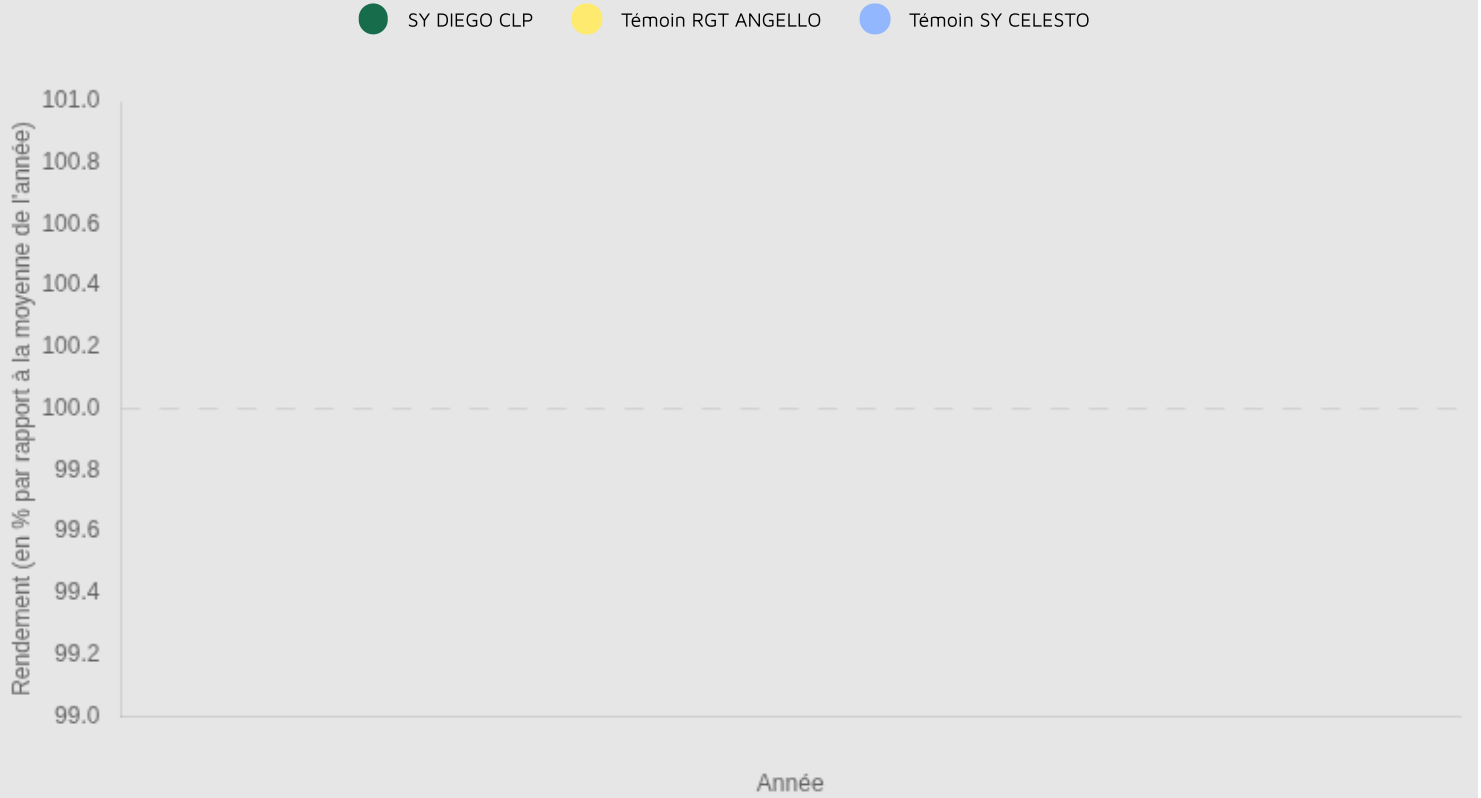 SY DIEGO CLP
Témoin RGT ANGELLO
Témoin SY CELESTO
Rendement (en % par rapport à la moyenne de l'année)
101.0
100.8
100.6
100.4
100.2
100.0
99.8
99.6
99.4
99.2
99.0
Année